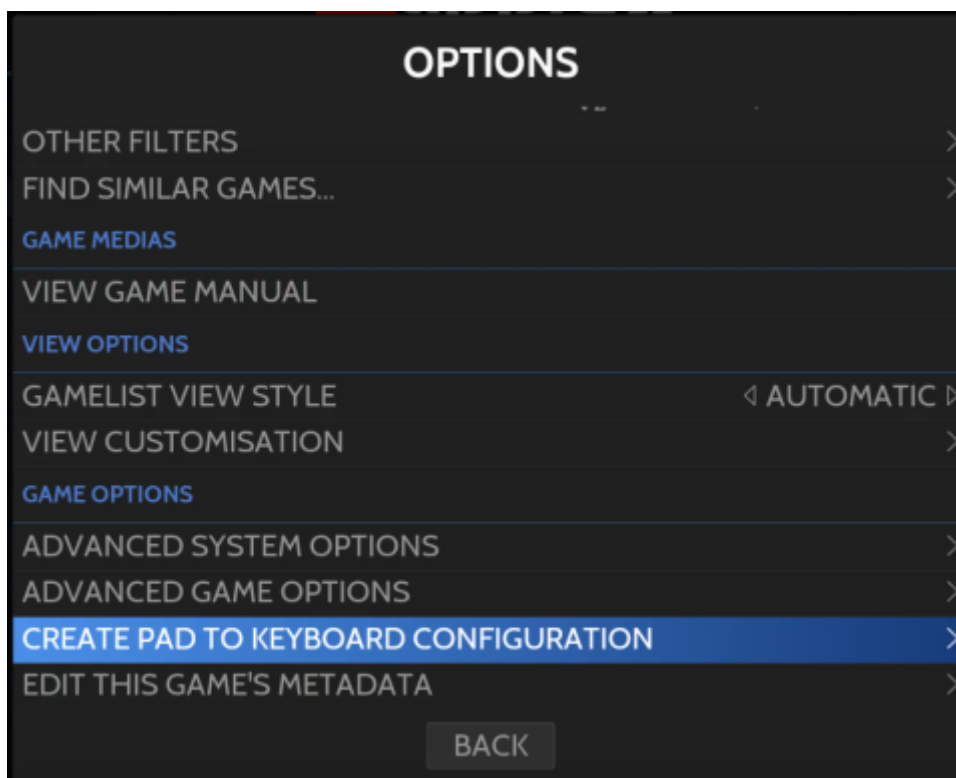 OPTIONS
OTHER FILTERS
FIND SIMILAR GAMES...
GAME MEDIAS
VIEW GAME MANUAL
VIEW OPTIONS
GAMELIST VIEW STYLE AUTOMATIC
VIEW CUSTOMISATION
GAME OPTIONS
ADVANCED SYSTEM OPTIONS
ADVANCED GAME OPTIONS
CREATE PAD TO KEYBOARD CONFIGURATION
EDIT THIS GAME'S METADATA
BACK